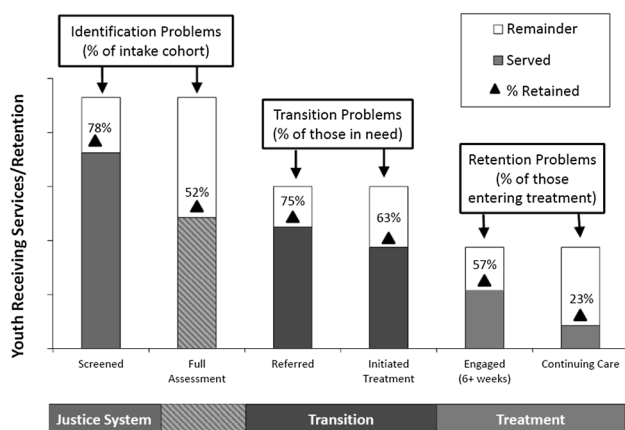 Identification Problems
(% of intake cohort)
Remainder
Served
% Retained
Transition Problems
(% of those in need)
Retention Problems
(% of those
entering treatment)
78%
52%
75%
63%
57%
23%
Youth Receiving Services/Retention
Screened
Full
Assessment
Referred
Initiated
Treatment
Engaged
(6+ weeks)
Continuing Care
Justice System
Transition
Treatment